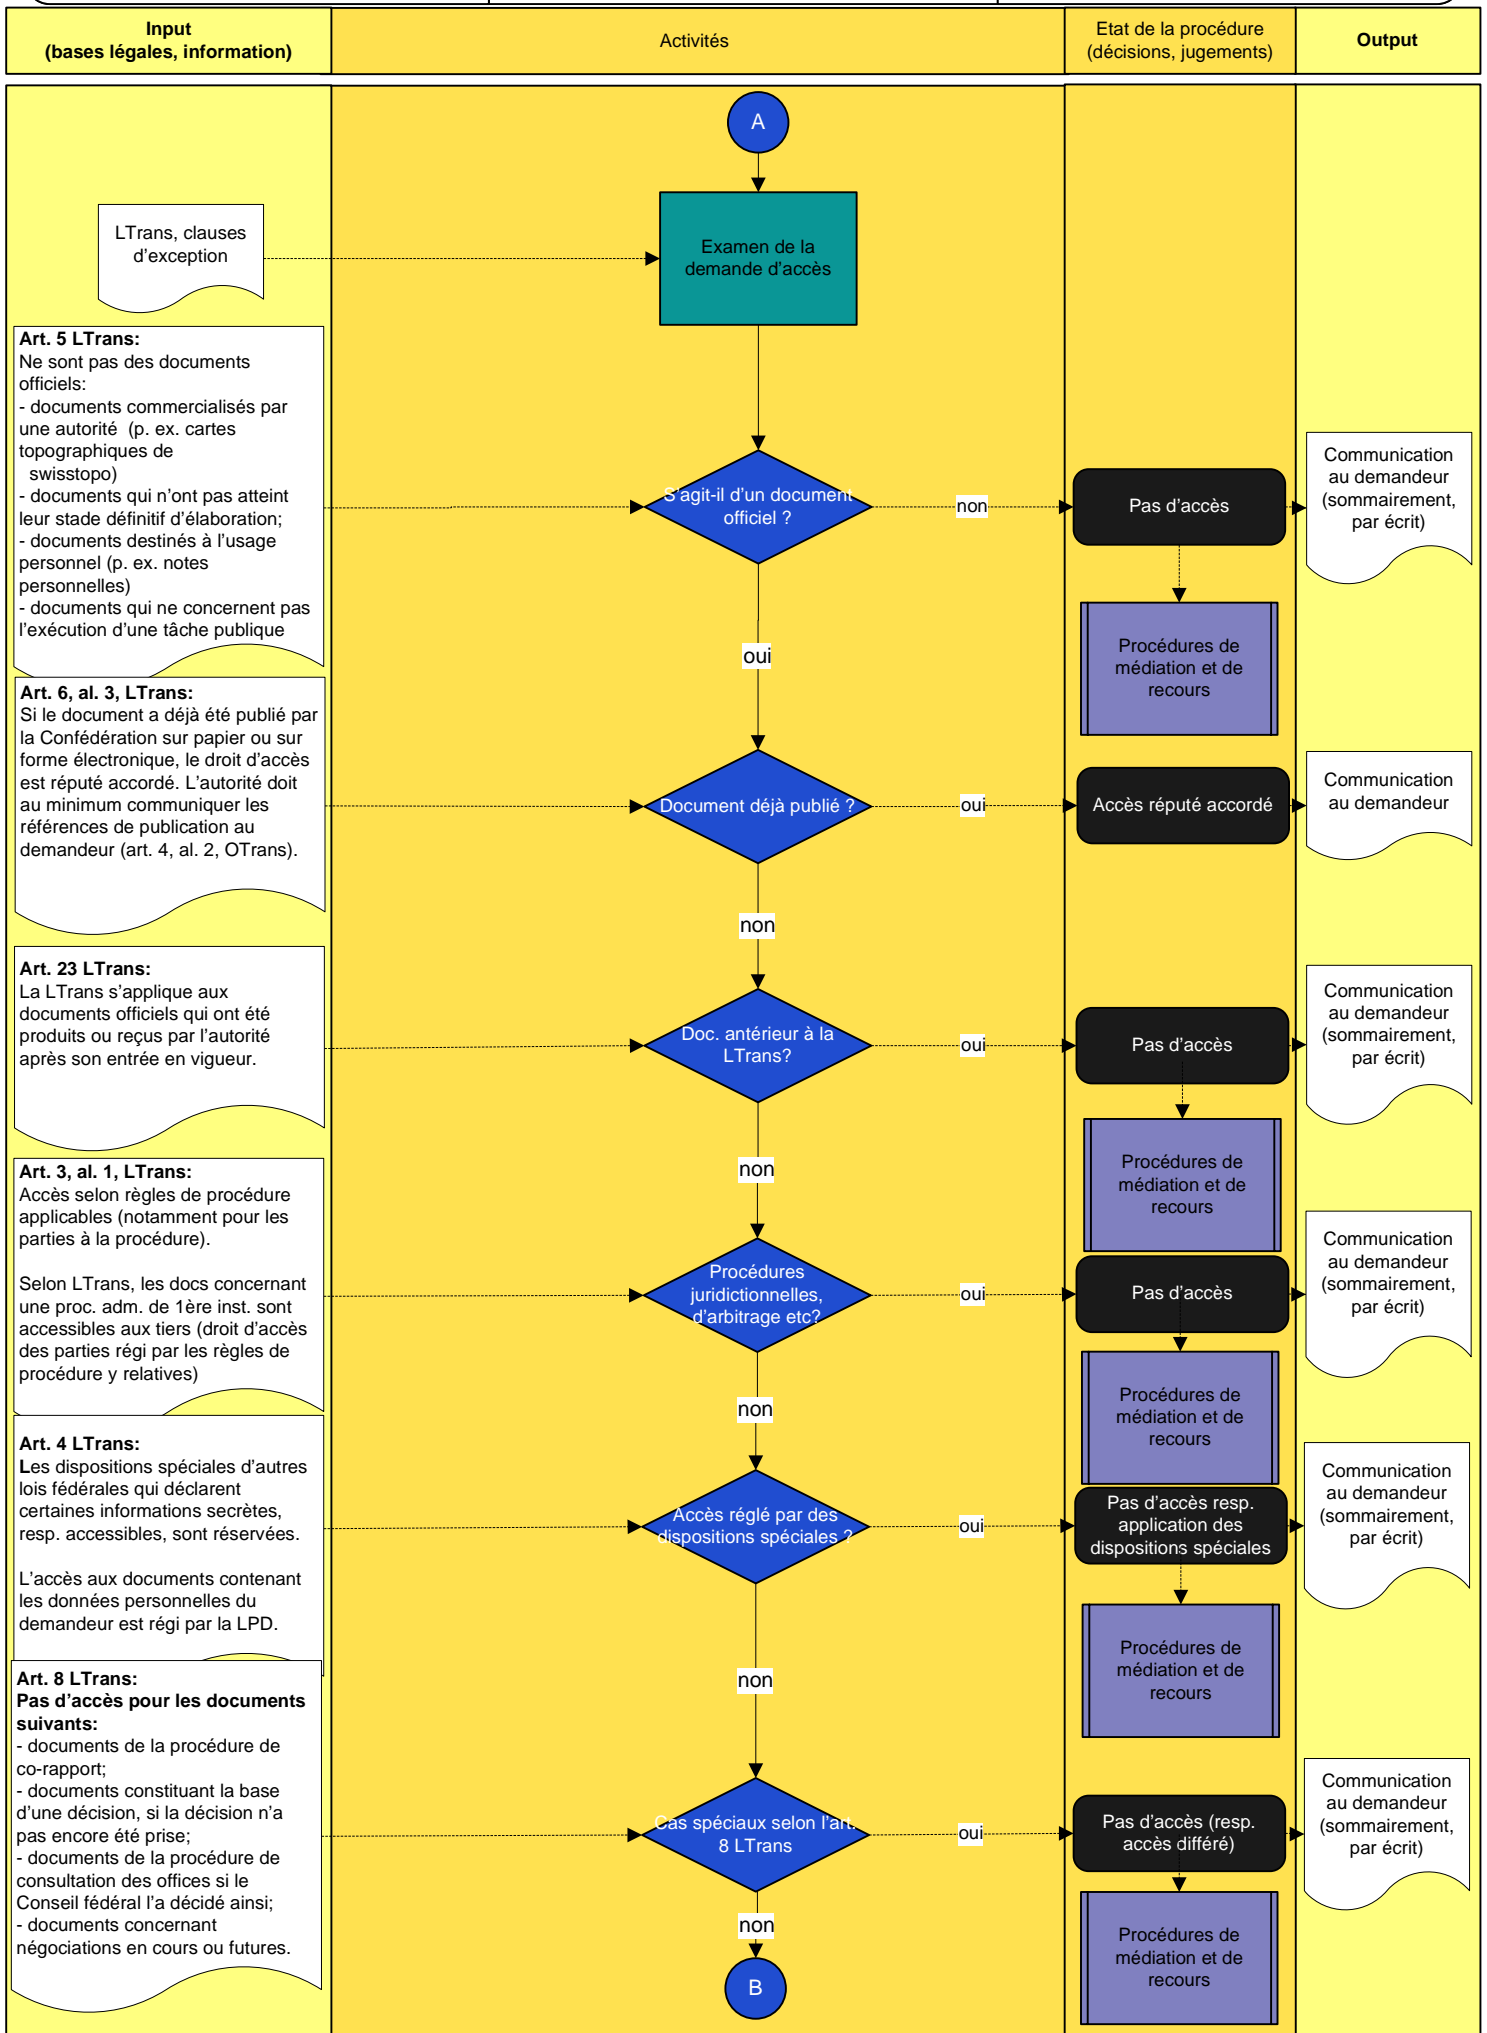 Input
(bases légales, information)
Activités
Etat de la procédure
(décisions, jugements)
Output
A
LTrans, clauses
d'exception
Examen de la
demande d'accès
Art. 5 LTrans:
Ne sont pas des documents
officiels:
- documents commercialisés par
une autorité (p. ex. cartes
topographiques de
swisstopo)
- documents qui n'ont pas atteint
leur stade définitif d'élaboration;
- documents destinés à l'usage
personnel (p. ex. notes
personnelles)
- documents qui ne concernent pas
l'exécution d'une tâche publique
S'agit-il d'un document
officiel ?
non
Pas d'accès
Communication
au demandeur
(sommairement,
par écrit)
Procédures de
médiation et de
recours
oui
Art. 6, al. 3, LTrans:
Si le document a déjà été publié par
la Confédération sur papier ou sur
forme électronique, le droit d'accès
est réputé accordé. L'autorité doit
au minimum communiquer les
références de publication au
demandeur (art. 4, al. 2, OTrans).
Document déjà publié ?
oui
Accès réputé accordé
Communication
au demandeur
non
Art. 23 LTrans:
La LTrans s'applique aux
documents officiels qui ont été
produits ou reçus par l'autorité
après son entrée en vigueur.
Doc. antérieur à la
LTrans?
oui
Pas d'accès
Communication
au demandeur
(sommairement,
par écrit)
Procédures de
médiation et de
recours
non
Art. 3, al. 1, LTrans:
Accès selon règles de procédure
applicables (notamment pour les
parties à la procédure).
Selon LTrans, les docs concernant
une proc. adm. de 1ère inst. sont
accessibles aux tiers (droit d'accès
des parties régi par les règles de
procédure y relatives)
Procédures
juridictionnelles,
d'arbitrage etc?
oui
Pas d'accès
Communication
au demandeur
(sommairement,
par écrit)
Procédures de
médiation et de
recours
non
Art. 4 LTrans:
Les dispositions spéciales d'autres
lois fédérales qui déclarent
certaines informations secrètes,
resp. accessibles, sont réservées.
L'accès aux documents contenant
les données personnelles du
demandeur est régi par la LPD.
Accès réglé par des
dispositions spéciales ?
oui
Pas d'accès resp.
application des
dispositions spéciales
Communication
au demandeur
(sommairement,
par écrit)
Procédures de
médiation et de
recours
non
Art. 8 LTrans:
Pas d'accès pour les documents
suivants:
- documents de la procédure de
co-rapport;
- documents constituant la base
d'une décision, si la décision n'a
pas encore été prise;
- documents de la procédure de
consultation des offices si le
Conseil fédéral l'a décidé ainsi;
- documents concernant
négociations en cours ou futures.
Cas spéciaux selon l'art.
8 LTrans
oui
Pas d'accès (resp.
accès différé)
Communication
au demandeur
(sommairement,
par écrit)
Procédures de
médiation et de
recours
non
B